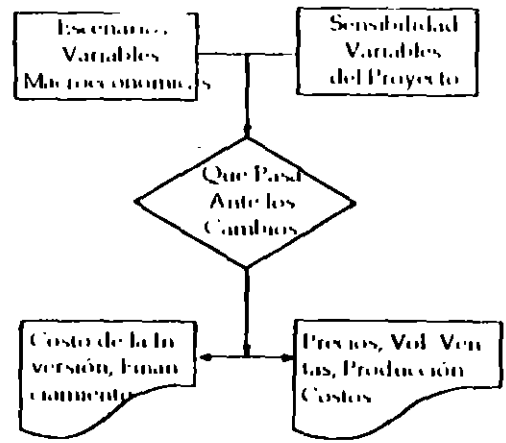 Escenarios
Variables
Macroeconomicas
Sensibilidad
Variables
del Proyecto
Que Pasa
Ante los
Cambios
Costo de la In
versión, Finan
ciamiento
Precios, Vol Ven
tas, Producción
Costos